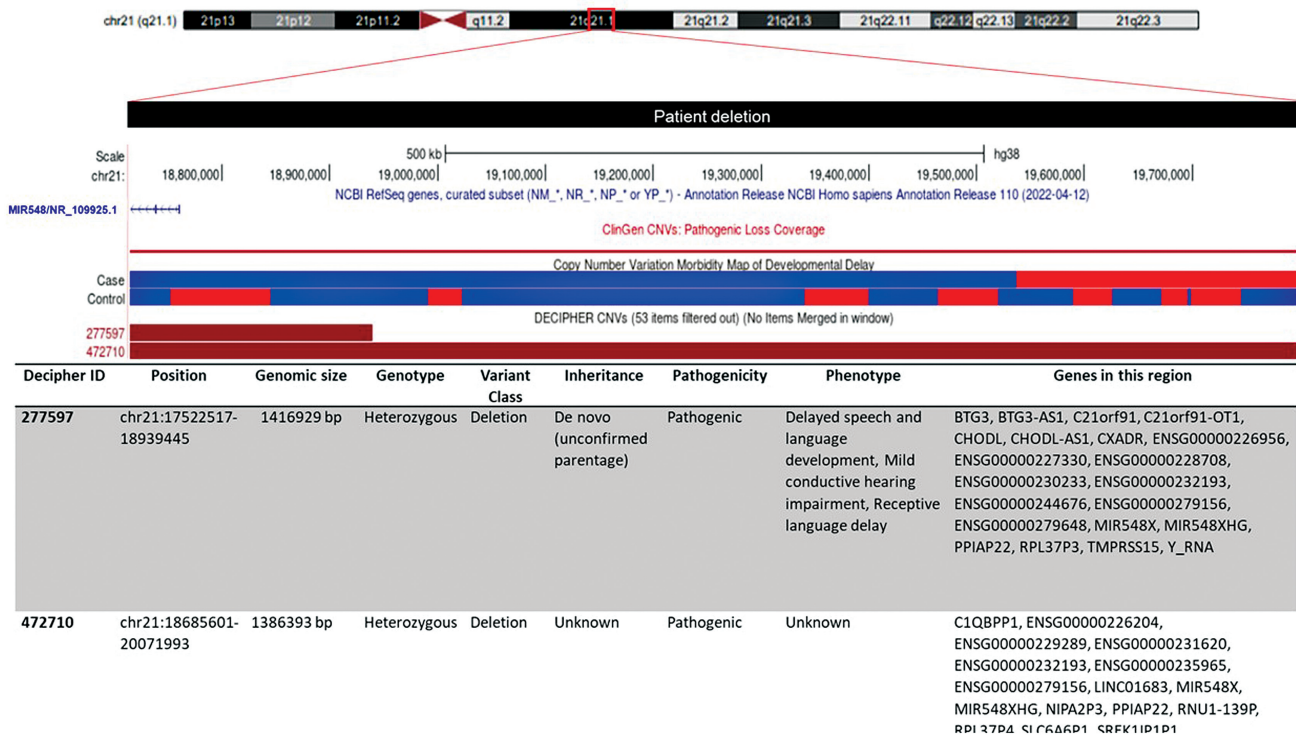 chr21 (q21.1) 21p13 21p12 21p11.2 q11.2 21q21.1 21q21.2 21q21.3 21q22.11 q22.12 q22.13 21q22.2 21q22.3
Patient deletion
Scale 500 kb hg38
chr21: 18,800,000 18,900,000 19,000,000 19,100,000 19,200,000 19,300,000 19,400,000 19,500,000 19,600,000 19,700,000
NCBI RefSeq genes, curated subset (NM_*, NR_*, NP_* or YP_*) - Annotation Release NCBI Homo sapiens Annotation Release 110 (2022-04-12)
MIR548/NR_109925.1
ClinGen CNVs: Pathogenic Loss Coverage
Copy Number Variation Morbidity Map of Developmental Delay
Case
Control
DECIPHER CNVs (53 items filtered out) (No Items Merged in window)
277597
472710
Decipher ID Position Genomic size Genotype Variant Inheritance Pathogenicity Phenotype Genes in this region
Class
277597 chr21:17522517- 1416929 bp Heterozygous Deletion De novo Pathogenic Delayed speech and BTG3, BTG3-AS1, C21orf91, C21orf91-OT1,
18939445 (unconfirmed language CHODL, CHODL-AS1, CXADR, ENSG00000226956,
parentage) development, Mild ENSG00000227330, ENSG00000228708,
conductive hearing ENSG00000230233, ENSG00000232193,
impairment, Receptive ENSG00000244676, ENSG00000279156,
language delay ENSG00000279648, MIR548X, MIR548XHG,
PPIAP22, RPL37P3, TMPRSS15, Y_RNA
472710 chr21:18685601- 1386393 bp Heterozygous Deletion Unknown Pathogenic Unknown C1QBPP1, ENSG00000226204,
20071993 ENSG00000229289, ENSG00000231620,
ENSG00000232193, ENSG00000235965,
ENSG00000279156, LINC01683, MIR548X,
MIR548XHG, NIPA2P3, PPIAP22, RNU1-139P,
RPL37P4, SLC6A6P1, SREK1IP1P1